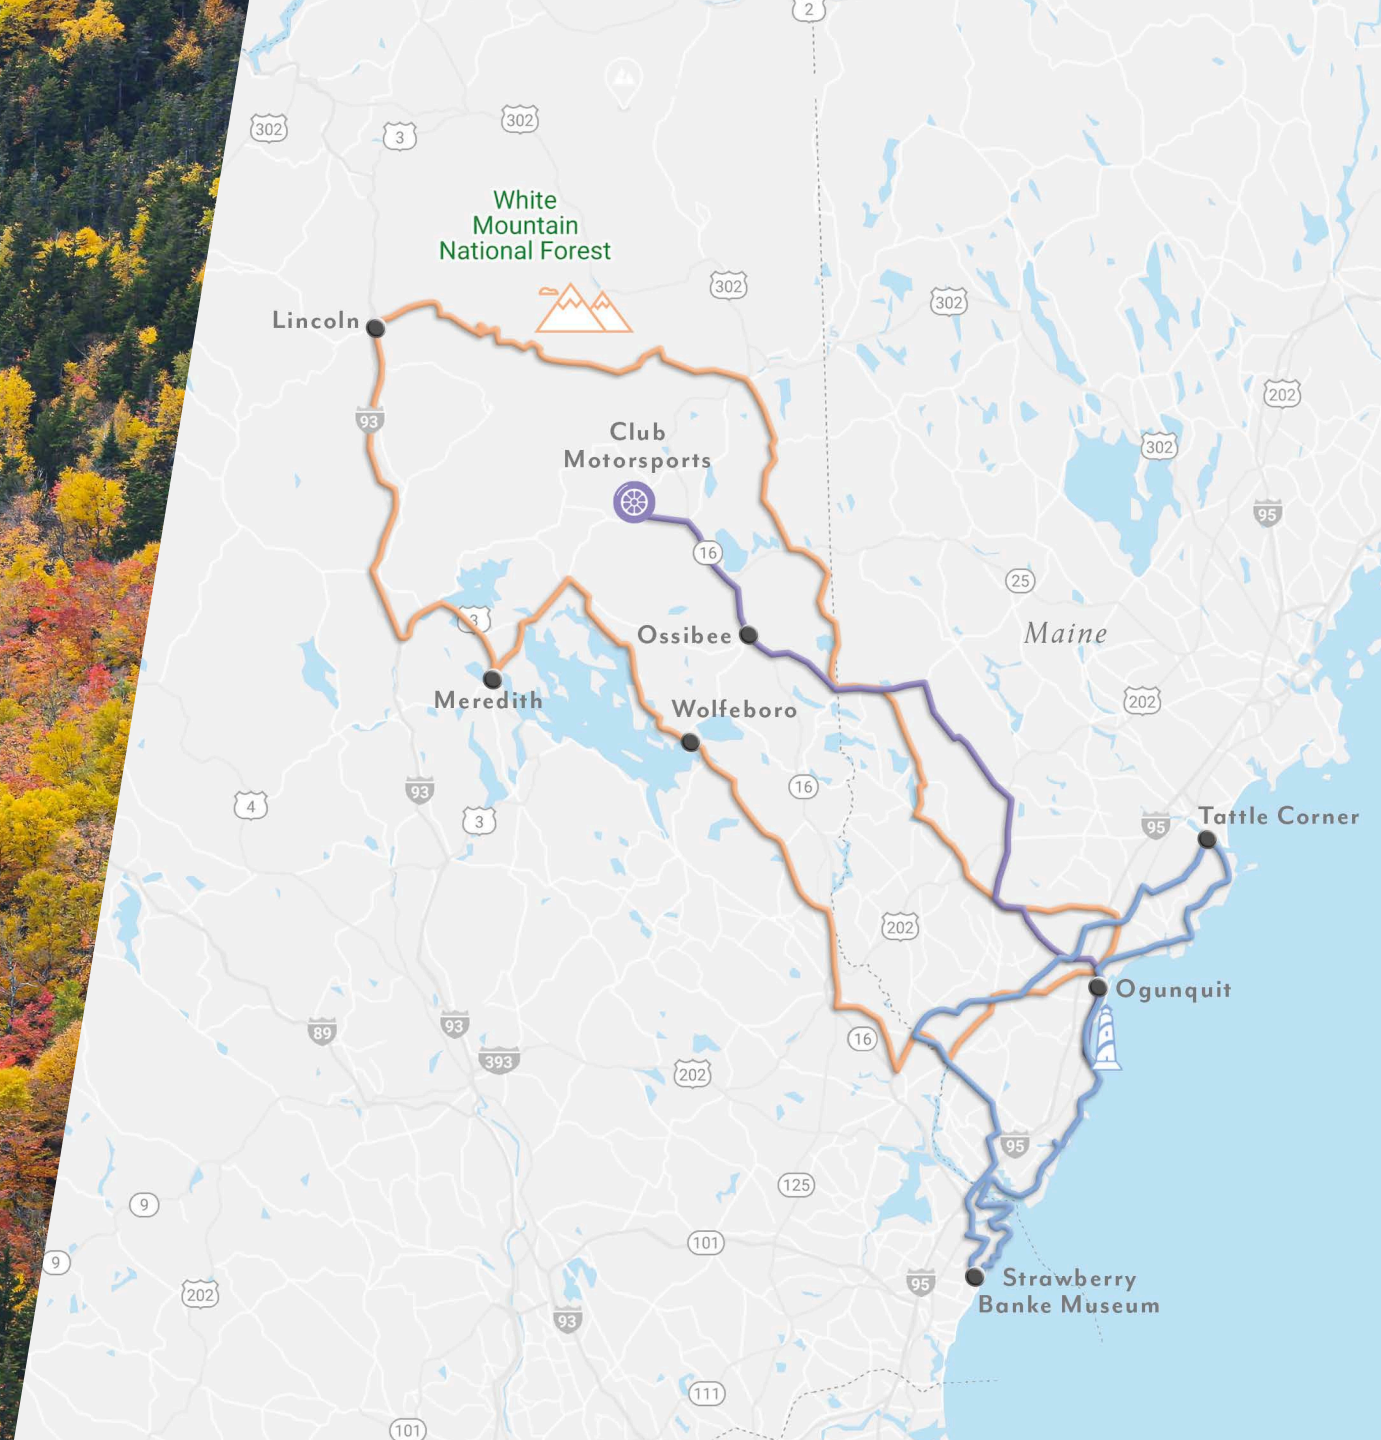 2
302
3
302
White
Mountain
National Forest
302
302
Lincoln
93
202
Club
Motorsports
302
95
16
25
3
Ossibee
Maine
Meredith
Wolfeboro
202
93
16
4
3
95
Tattle Corner
202
Ogunquit
89
93
16
393
202
95
125
9
101
9
95
Strawberry
Banke Museum
202
93
111
101